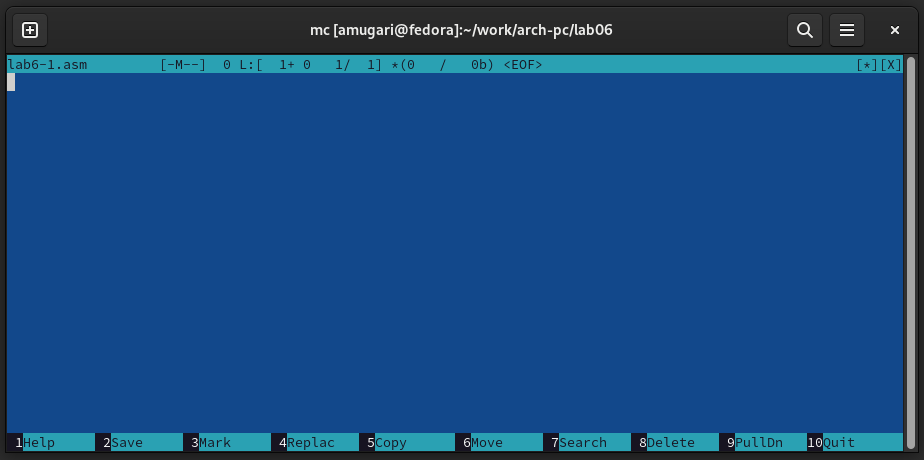 mc [amugari@fedora]:~/work/arch-pc/lab06
lab6-1.asm         [-M--]  0 L:[  1+ 0   1/  1] *(0   /   0b) <EOF>                                       [*][X]
1Help 2Save 3Mark 4Replac 5Copy 6Move 7Search 8Delete 9PullDn 10Quit